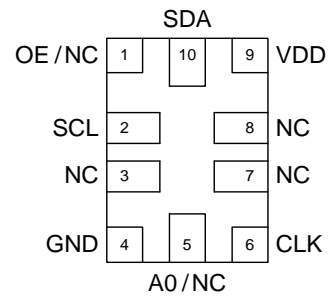 SDA
OE/NC 1 10 9 VDD
SCL 2 8 NC
NC 3 7 NC
GND 4 5 6 CLK
A0/NC